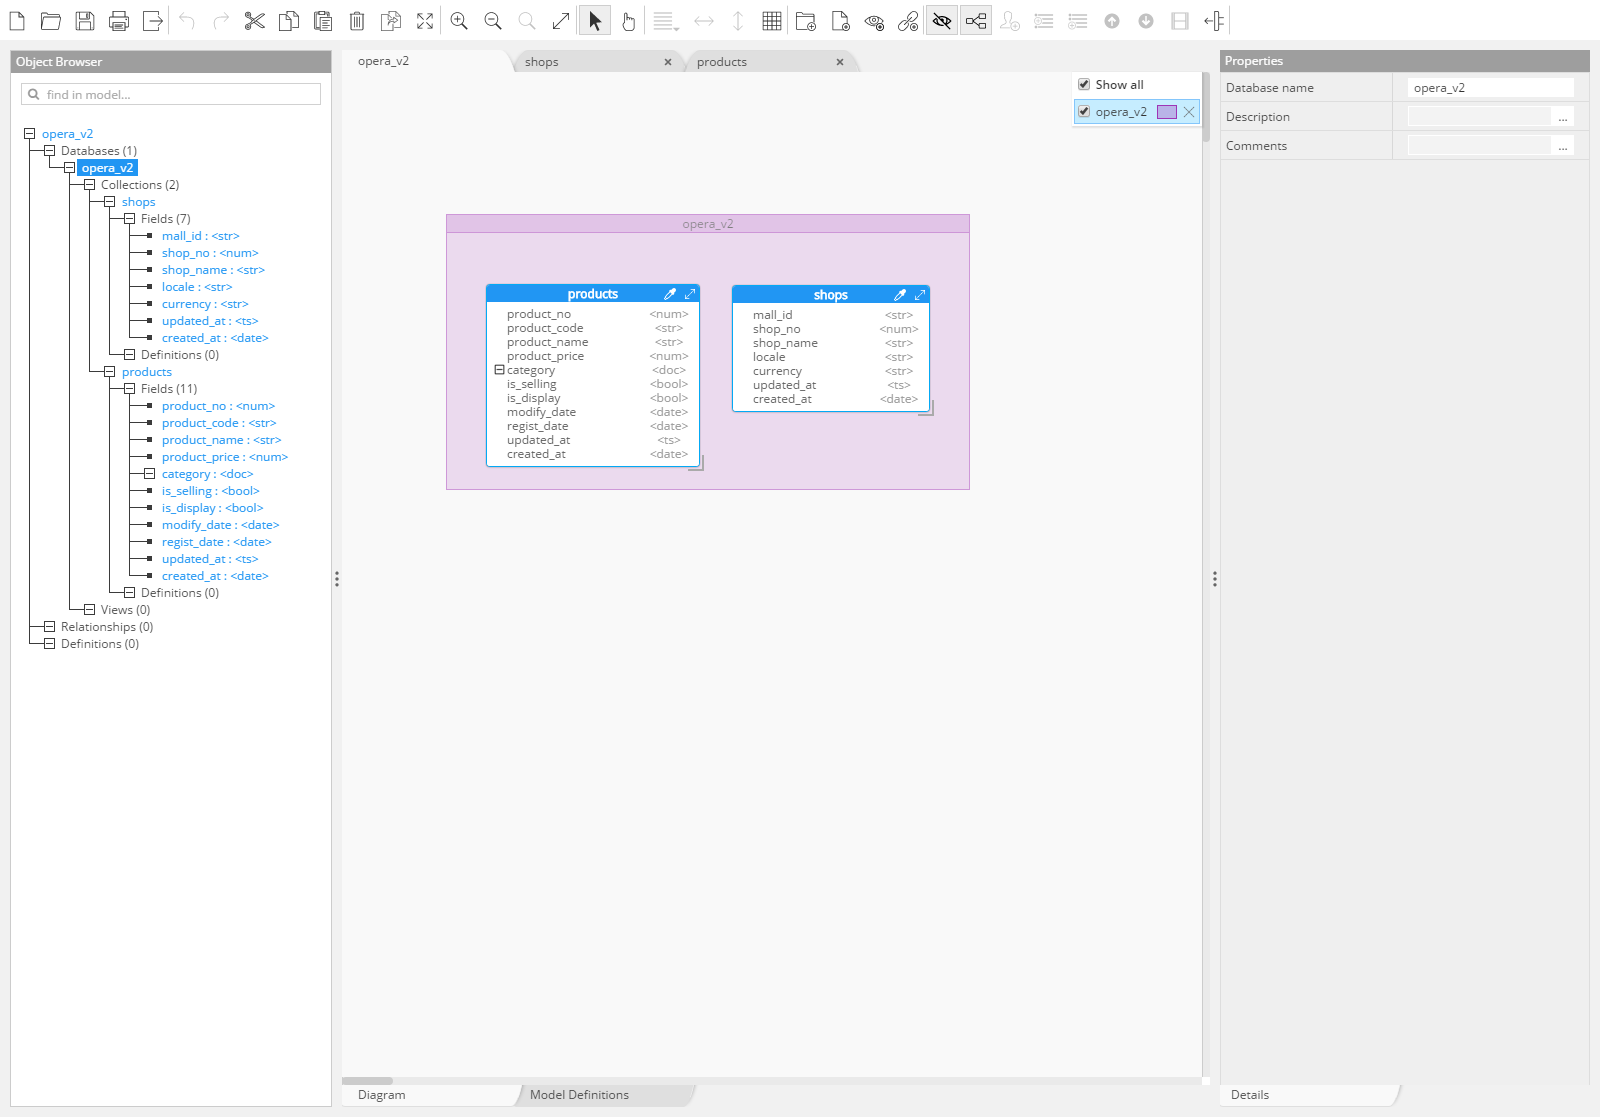 Object Browser
find in model...
opera_v2
Databases (1)
opera_v2
Collections (2)
shops
Fields (7)
mall_id : <str>
shop_no : <num>
shop_name : <str>
locale : <str>
currency : <str>
updated_at : <ts>
created_at : <date>
Definitions (0)
products
Fields (11)
product_no : <num>
product_code : <str>
product_name : <str>
product_price : <num>
category : <doc>
is_selling : <bool>
is_display : <bool>
modify_date : <date>
regist_date : <date>
updated_at : <ts>
created_at : <date>
Definitions (0)
Views (0)
Relationships (0)
Definitions (0)
opera_v2 shops × products ×
Show all
opera_v2
opera_v2
products
product_no <num>
product_code <str>
product_name <str>
product_price <num>
category <doc>
is_selling <bool>
is_display <bool>
modify_date <date>
regist_date <date>
updated_at <ts>
created_at <date>
shops
mall_id <str>
shop_no <num>
shop_name <str>
locale <str>
currency <str>
updated_at <ts>
created_at <date>
Diagram Model Definitions
Properties
Database name opera_v2
Description ...
Comments ...
Details